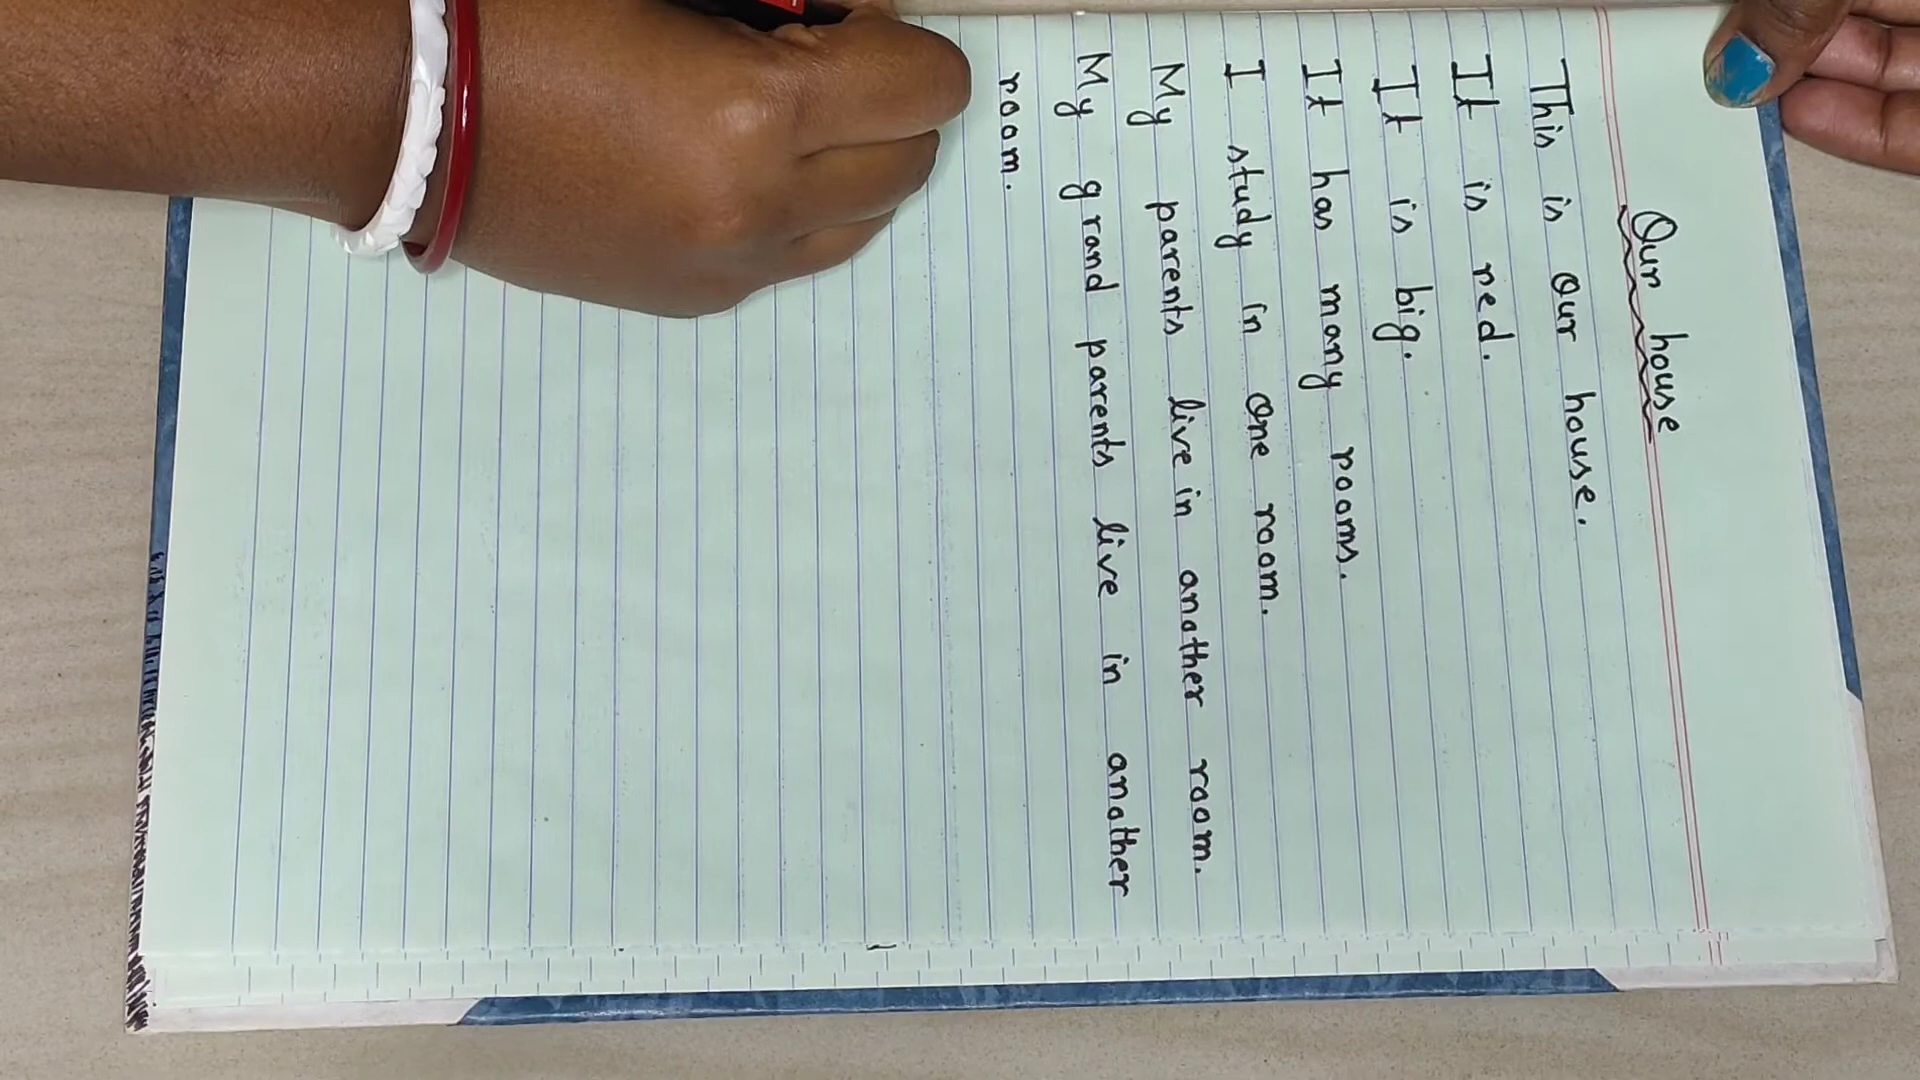 Our house
This is our house.
It is red.
It is big.
It has many rooms.
I study in one room.
My parents live in another room.
My grand parents live in another
room.